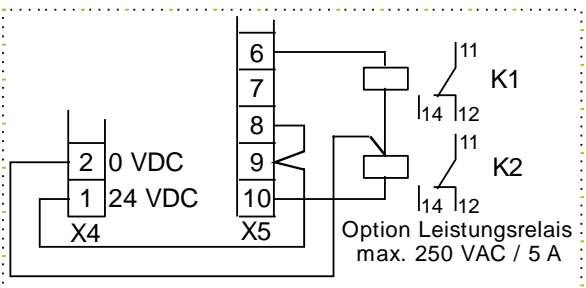 6
7
8
9
10
X5
2 0 VDC
1 24 VDC
X4
11
K1
14 12
11
K2
14 12
Option Leistungsrelais
max. 250 VAC / 5 A